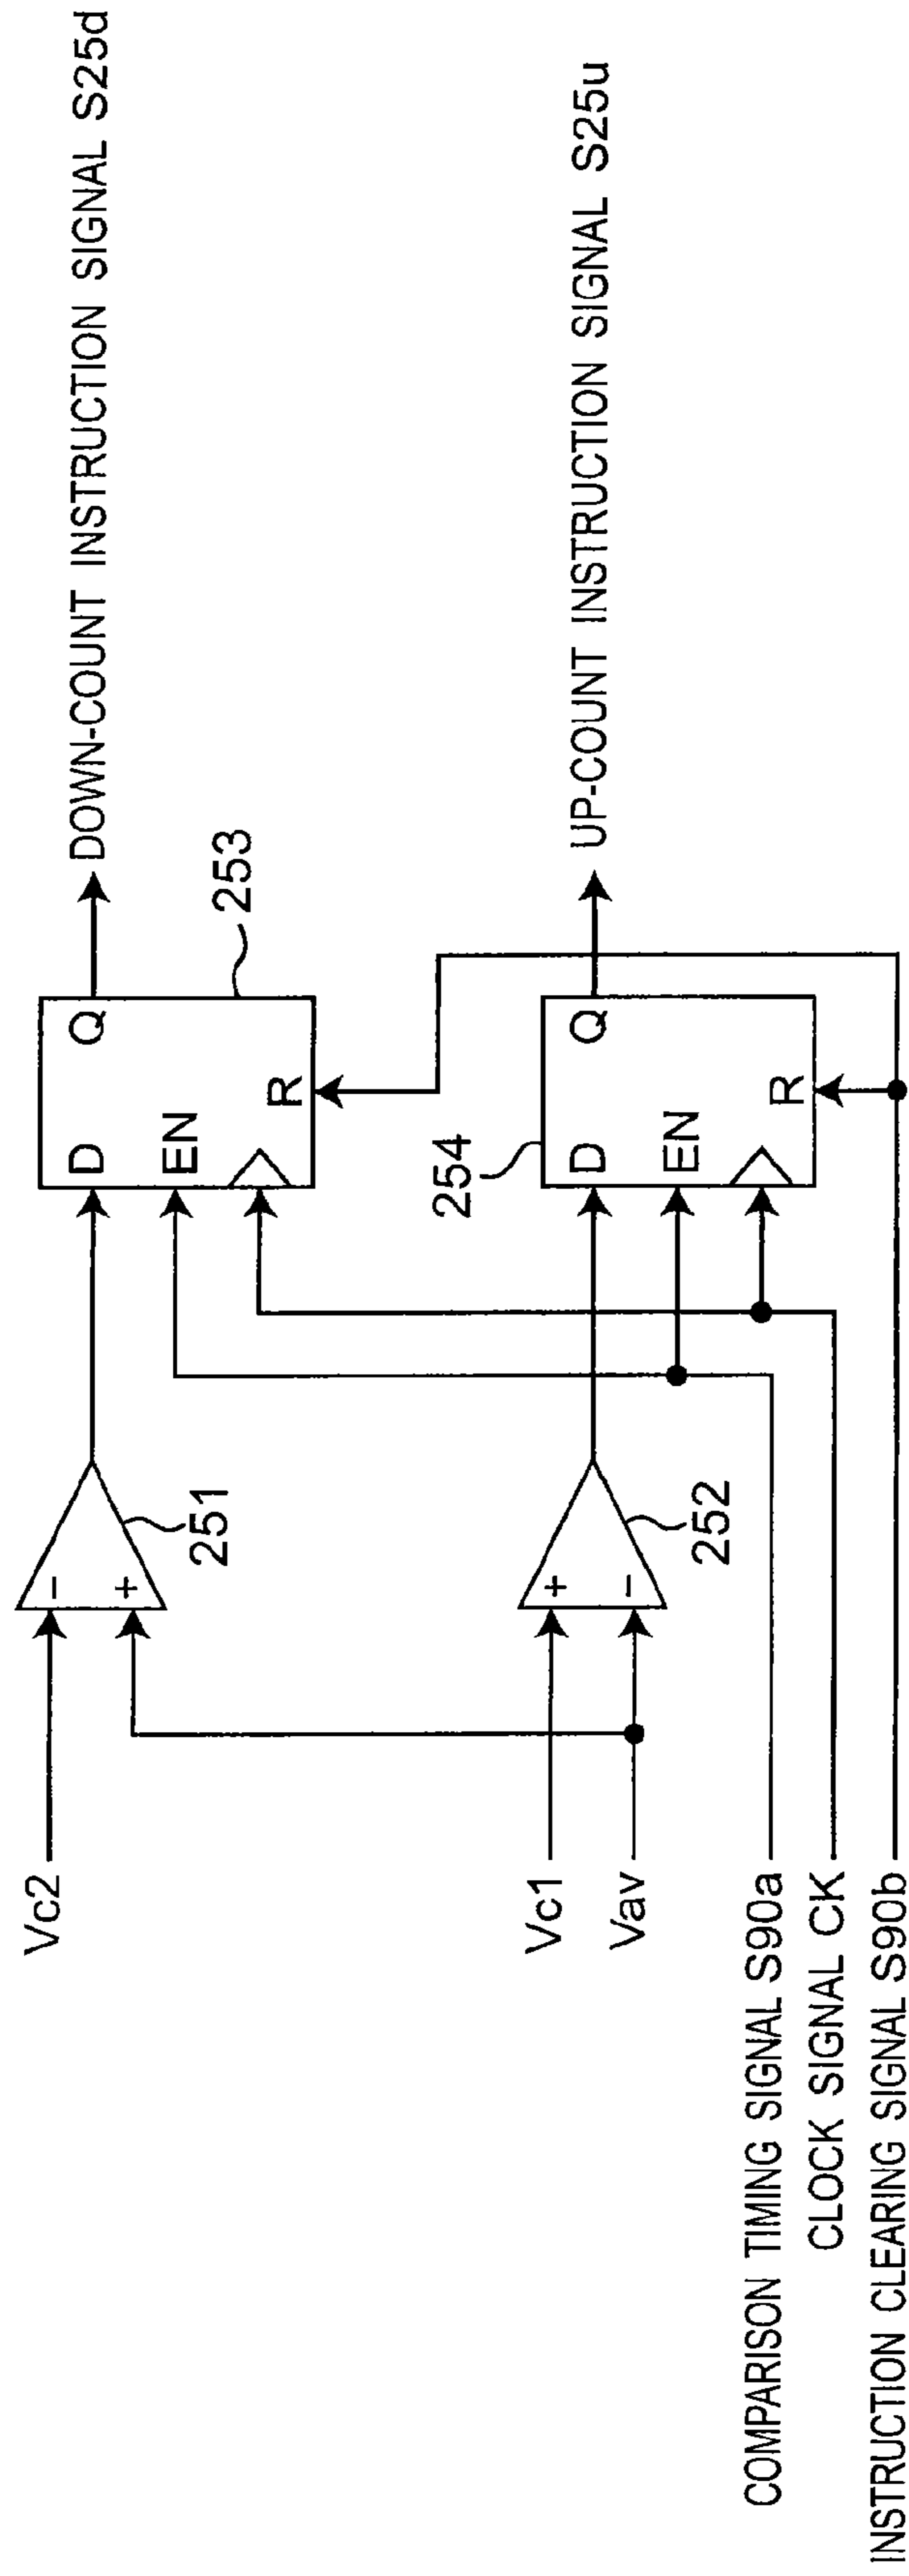 Vc2
-
+
251
D
Q
EN
R
253
DOWN-COUNT INSTRUCTION SIGNAL S25d
Vc1
Vav
+
-
252
254
D
Q
EN
R
UP-COUNT INSTRUCTION SIGNAL S25u
COMPARISON TIMING SIGNAL S90a
CLOCK SIGNAL CK
INSTRUCTION CLEARING SIGNAL S90b